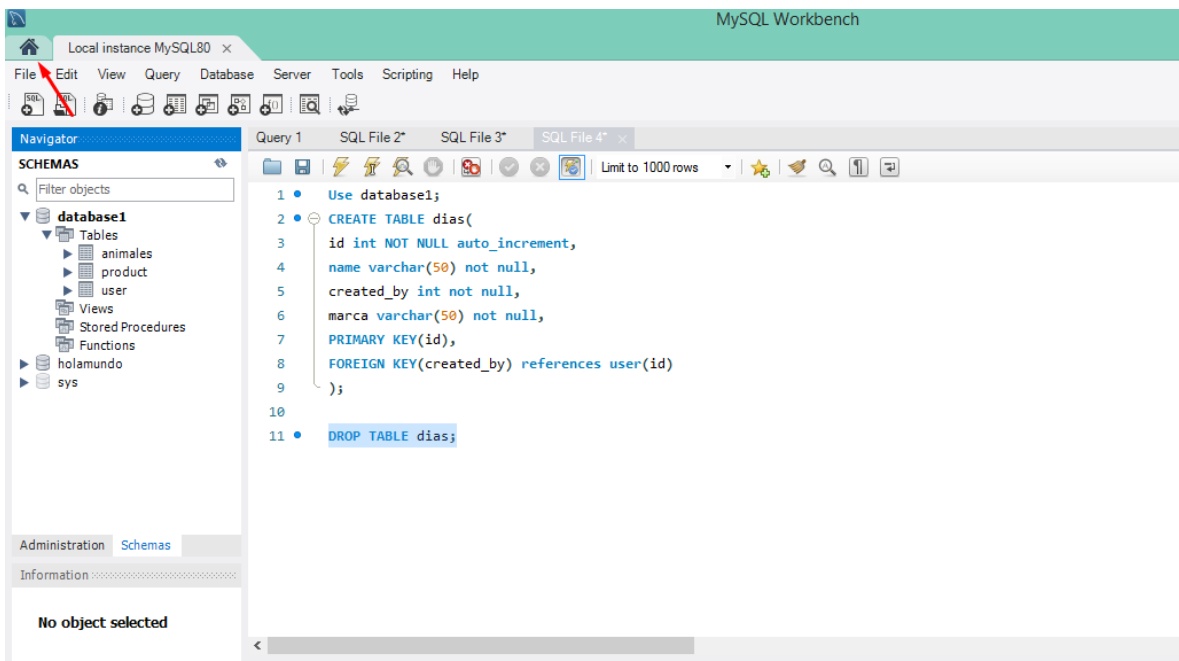 MySQL Workbench
Local instance MySQL80 ×
File Edit View Query Database Server Tools Scripting Help
Navigator
SCHEMAS
Filter objects
database1
Tables
animales
product
user
Views
Stored Procedures
Functions
holamundo
sys
Administration Schemas
Information
No object selected
Query 1 SQL File 2* SQL File 3* SQL File 4* ×
Limit to 1000 rows
1 Use database1;
2 CREATE TABLE dias(
3 id int NOT NULL auto_increment,
4 name varchar(50) not null,
5 created_by int not null,
6 marca varchar(50) not null,
7 PRIMARY KEY(id),
8 FOREIGN KEY(created_by) references user(id)
9 );
10
11 DROP TABLE dias;